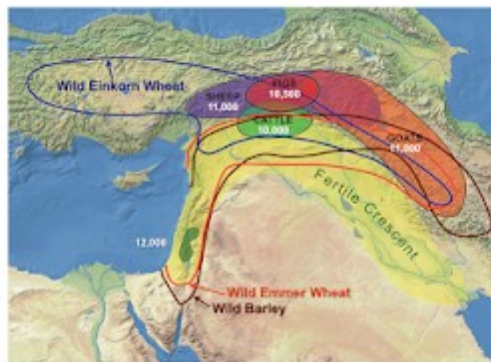 Wild Einkorn Wheat
SHEEP
11,000
PIGS
10,500
CATTLE
10,000
GOATS
11,000
Fertile Crescent
12,000
Wild Emmer Wheat
Wild Barley